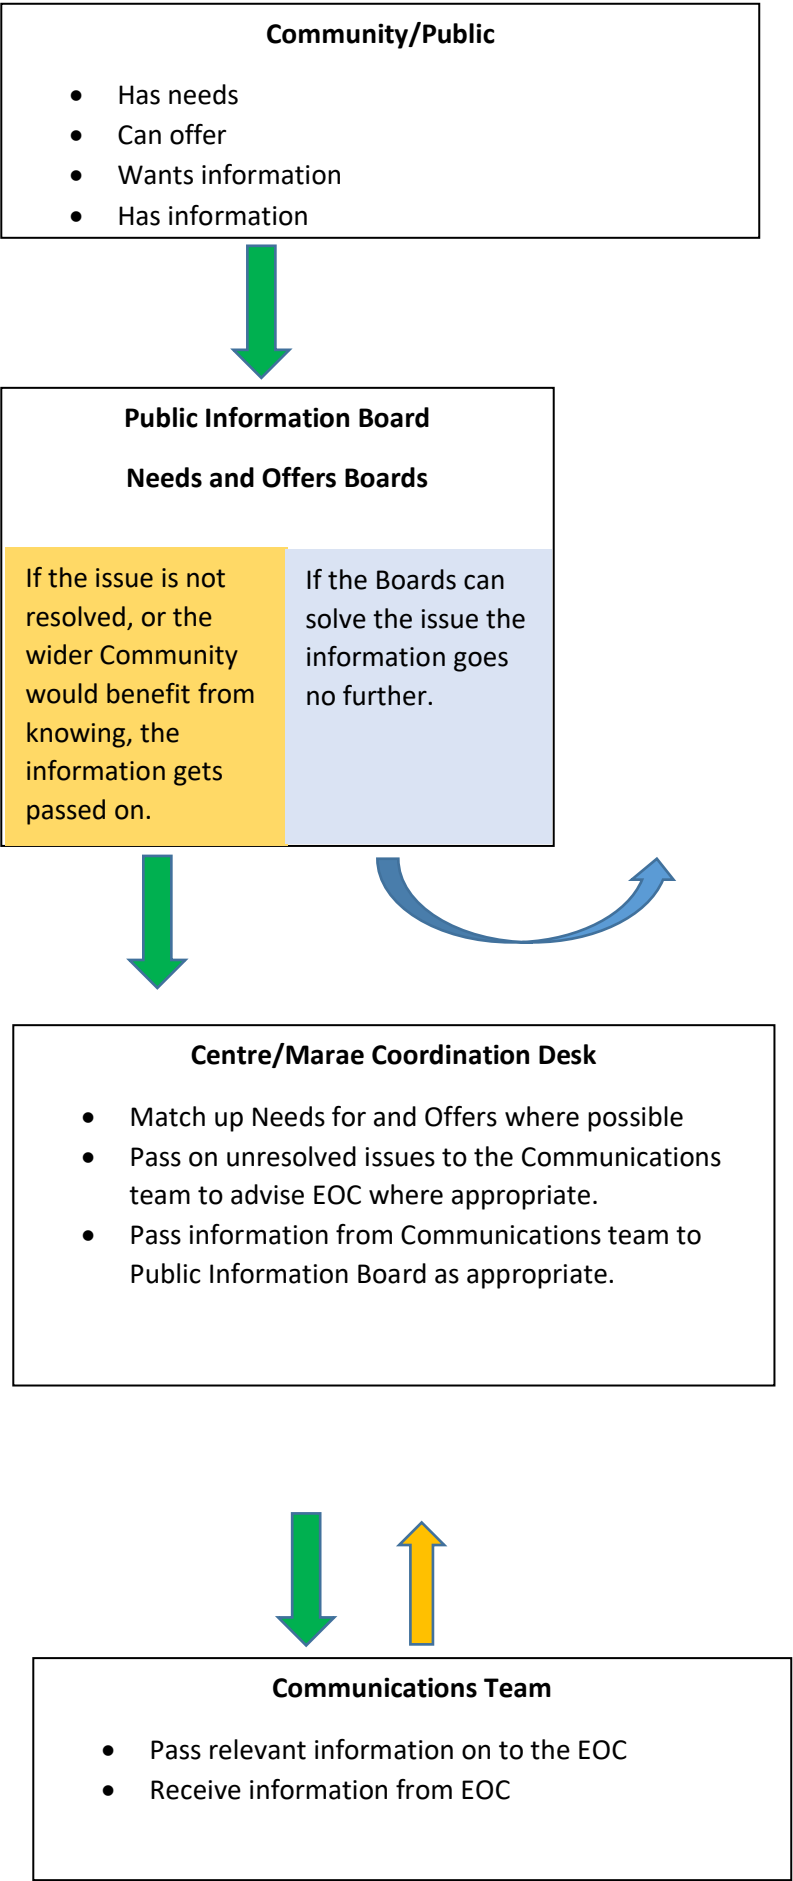 Community/Public
• Has needs
• Can offer
• Wants information
• Has information
Public Information Board
Needs and Offers Boards
If the issue is not
resolved, or the
wider Community
would benefit from
knowing, the
information gets
passed on.
If the Boards can
solve the issue the
information goes
no further.
Centre/Marae Coordination Desk
• Match up Needs for and Offers where possible
• Pass on unresolved issues to the Communications
team to advise EOC where appropriate.
• Pass information from Communications team to
Public Information Board as appropriate.
Communications Team
• Pass relevant information on to the EOC
• Receive information from EOC